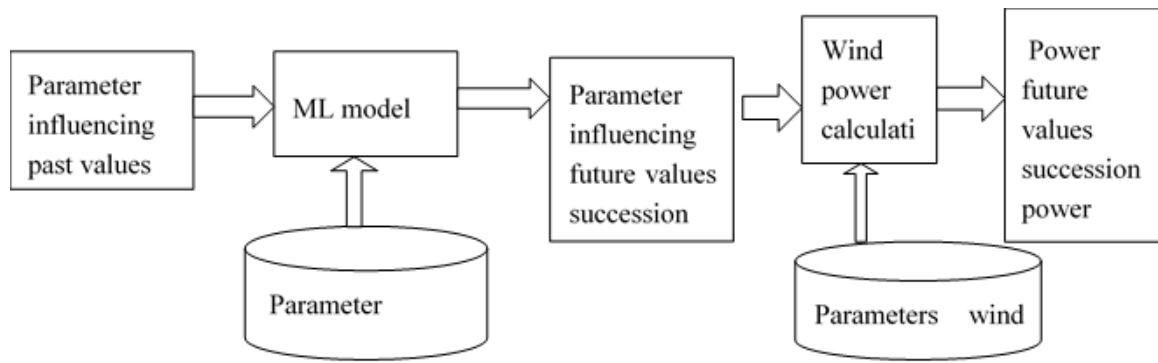 Parameter
influencing
past values
ML model
Parameter
influencing
future values
succession
Wind
power
calculati
Power
future
values
succession
power
Parameter
Parameters wind